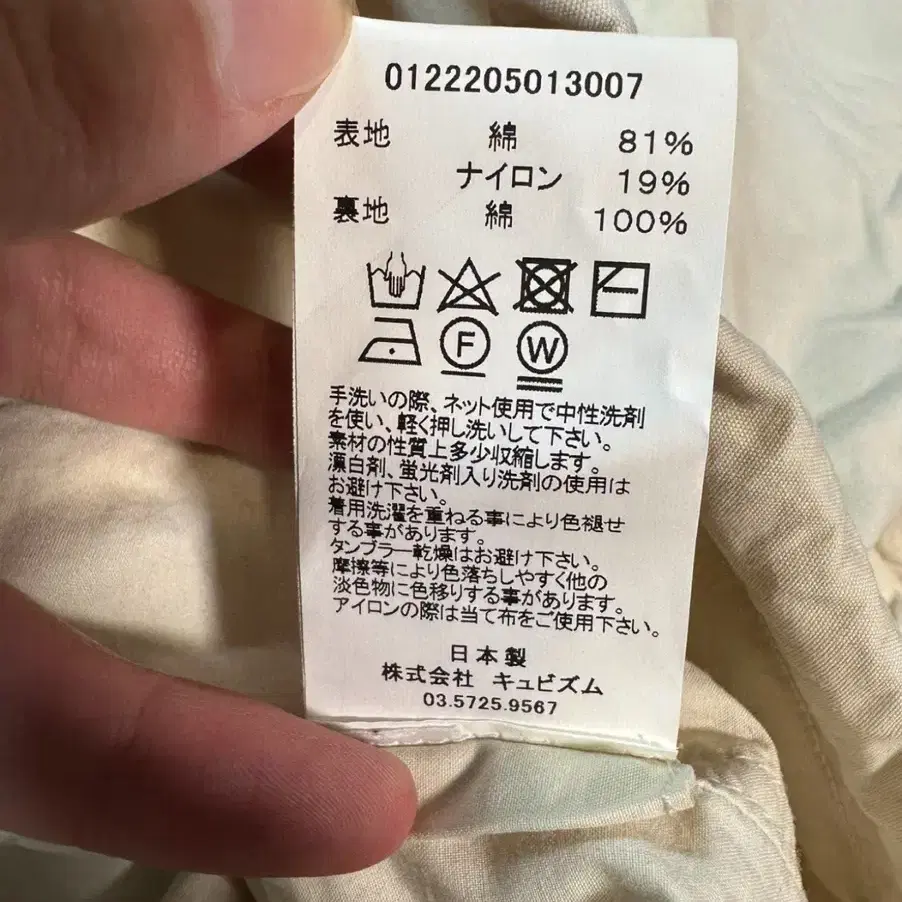 0122205013007
表地 綿 81%
ナイロン 19%
裏地 綿 100%
F W
手洗いの際、ネット使用で中性洗剤
を使い、軽く押し洗いして下さい。
素材の性質上多少収縮します。
漂白剤、蛍光剤入り洗剤の使用は
お避け下さい。
着用洗濯を重ねる事により色褪せ
する事があります。
タンブラー乾燥はお避け下さい。
摩擦等により色落ちしやすく他の
淡色物に色移りする事があります。
アイロンの際は当て布をご使用下さい。
日本製
株式会社 キュビズム
03.5725.9567